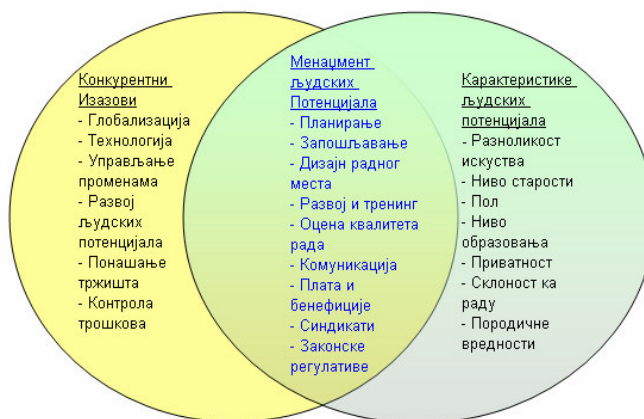 Конкурентни
Изазови
- Глобализација
- Технологија
- Управљање
променама
- Развој
људских
потенцијала
- Понашање
тржишта
- Контрола
трошкова
Менаџмент
људских
Потенцијала
- Планирање
- Запошљавање
- Дизајн радног
места
- Развој и тренинг
- Оцена квалитета
рада
- Комуникација
- Плата и
бенефиције
- Синдикати
- Законске
регулативе
Карактеристике
људских
потенцијала
- Разноликост
искуства
- Ниво старости
- Пол
- Ниво
образовања
- Приватност
- Склоност ка
раду
- Породичне
вредности